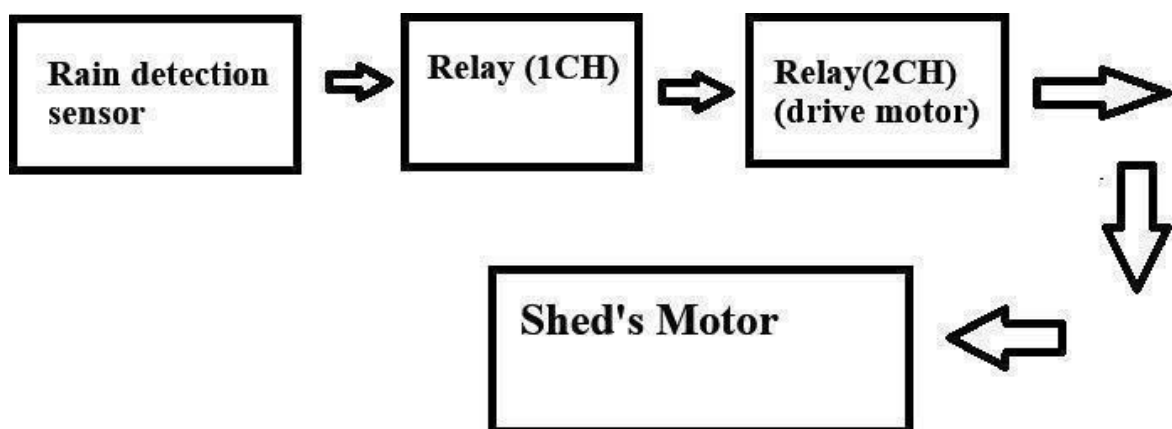 Rain detection
sensor
Relay (1CH)
Relay(2CH)
(drive motor)
Shed's Motor